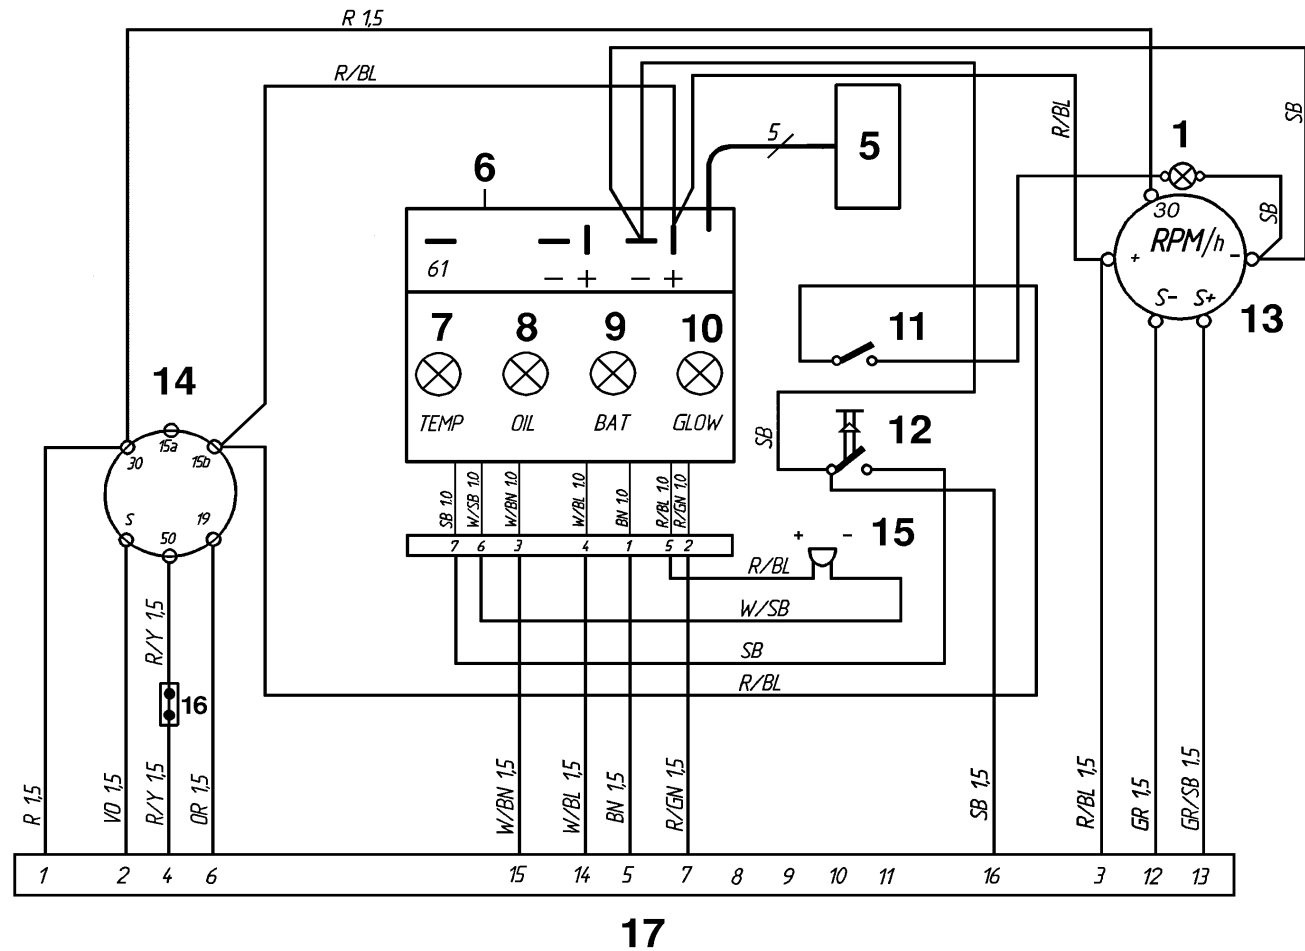 R 1,5
R/BL
5
5
6
R/BL
SB
1
SB
30
RPM/h
+
-
S- S+
13
61
- + - +
7 8 9 10
TEMP OIL BAT GLOW
11
14
30 15a 15b
S 50 19
SB
12
SB 1.0
W/SB 1.0
W/BN 1.0
W/BL 1.0
BN 1.0
R/BL 1.0
R/GN 1.0
7 6 3 4 1 5 2
+ - 15
R/BL
W/SB
SB
R/BL
R/Y 1,5
16
R 1,5
VO 1,5
R/Y 1,5
OR 1,5
W/BN 1,5
W/BL 1,5
BN 1,5
R/GN 1,5
SB 1,5
R/BL 1,5
GR 1,5
GR/SB 1,5
1 2 4 6 15 14 5 7 8 9 10 11 16 3 12 13
17